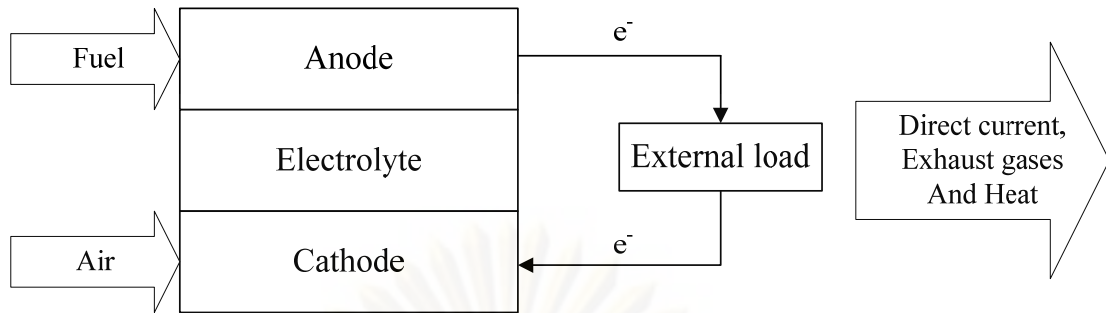 Fuel
Anode
e-
Electrolyte
External load
Direct current,
Exhaust gases
And Heat
Air
Cathode
e-